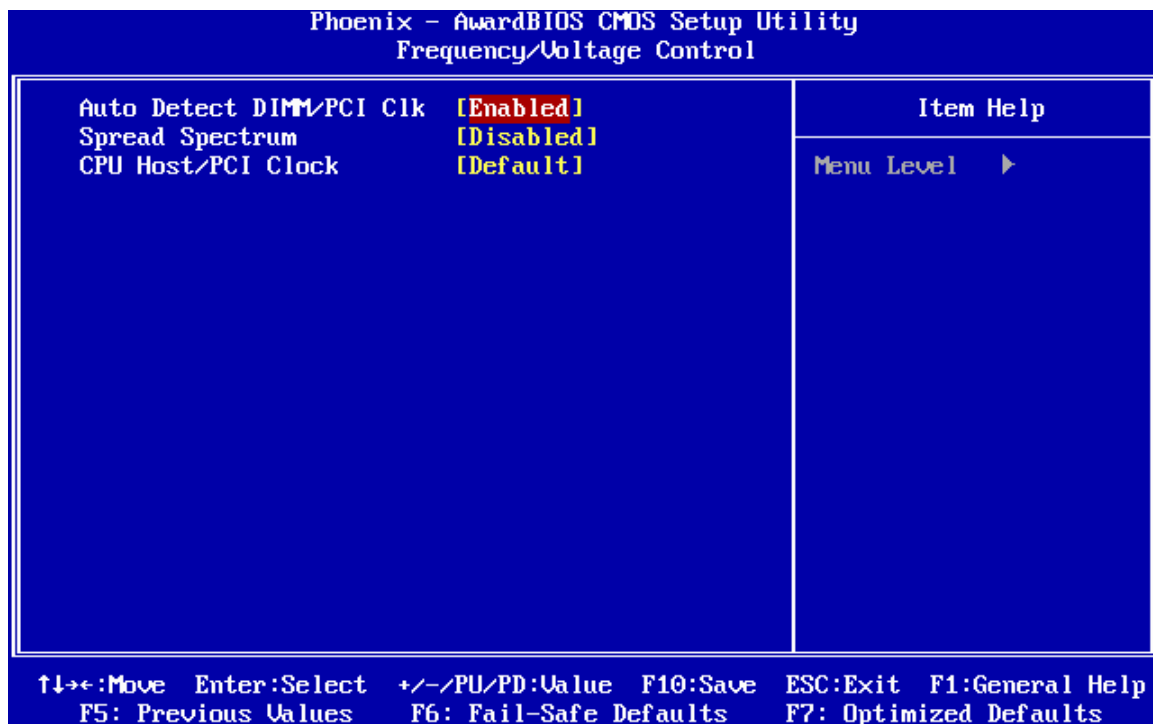 Phoenix - AwardBIOS CMOS Setup Utility
Frequency/Voltage Control
Auto Detect DIMM/PCI Clk [Enabled]
Spread Spectrum [Disabled]
CPU Host/PCI Clock [Default]
Item Help
Menu Level ►
↑↓→←:Move Enter:Select +/-/PU/PD:Value F10:Save ESC:Exit F1:General Help
F5: Previous Values F6: Fail-Safe Defaults F7: Optimized Defaults